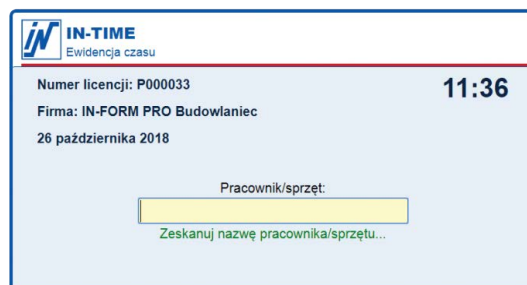 IN IN-TIME
Ewidencja czasu
Numer licencji: P000033
11:36
Firma: IN-FORM PRO Budowlaniec
26 października 2018
Pracownik/sprzęt:
Zeskanuj nazwę pracownika/sprzętu...